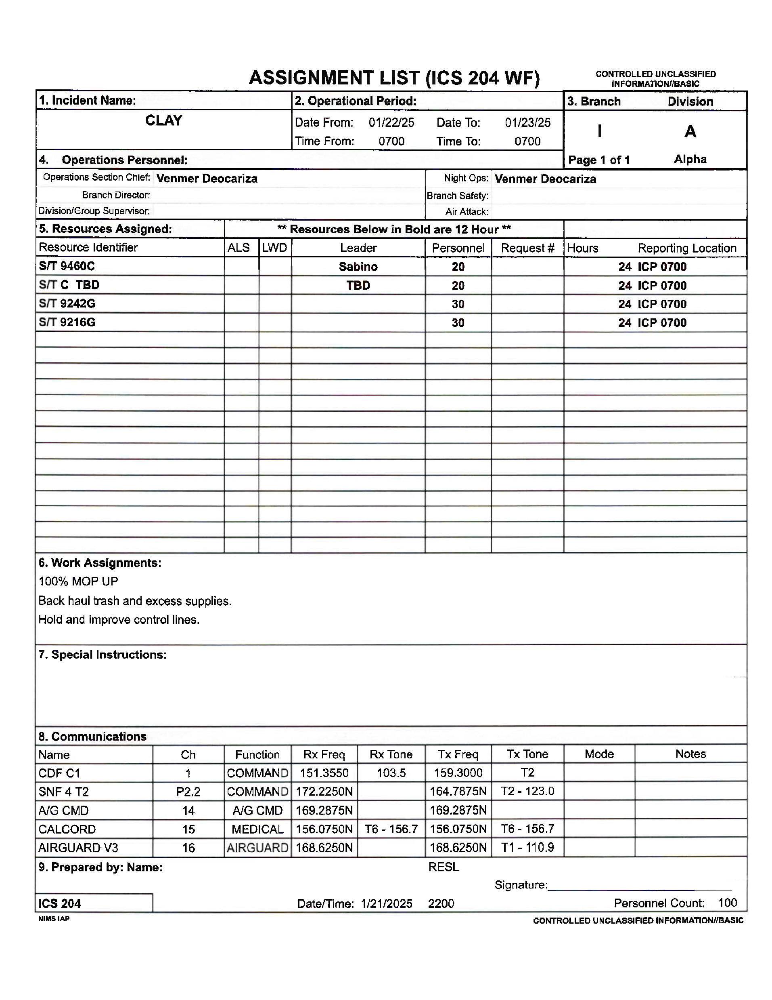 ASSIGNMENT LIST (ICS 204 WF)
CONTROLLED UNCLASSIFIED
INFORMATION//BASIC
1. Incident Name:
CLAY
2. Operational Period:
Date From: 01/22/25 Date To: 01/23/25
Time From: 0700 Time To: 0700
3. Branch Division
I A
Page 1 of 1 Alpha
4. Operations Personnel:
Operations Section Chief: Venmer Deocariza Night Ops: Venmer Deocariza
Branch Director: Branch Safety:
Division/Group Supervisor: Air Attack:
5. Resources Assigned: ** Resources Below in Bold are 12 Hour **
Resource Identifier ALS LWD Leader Personnel Request # Hours Reporting Location
S/T 9460C Sabino 20 24 ICP 0700
S/T C TBD TBD 20 24 ICP 0700
S/T 9242G 30 24 ICP 0700
S/T 9216G 30 24 ICP 0700
6. Work Assignments:
100% MOP UP
Back haul trash and excess supplies.
Hold and improve control lines.
7. Special Instructions:
8. Communications
Name Ch Function Rx Freq Rx Tone Tx Freq Tx Tone Mode Notes
CDF C1 1 COMMAND 151.3550 103.5 159.3000 T2
SNF 4 T2 P2.2 COMMAND 172.2250N 164.7875N T2 - 123.0
A/G CMD 14 A/G CMD 169.2875N 169.2875N
CALCORD 15 MEDICAL 156.0750N T6 - 156.7 156.0750N T6 - 156.7
AIRGUARD V3 16 AIRGUARD 168.6250N 168.6250N T1 - 110.9
9. Prepared by: Name: RESL
Signature:
ICS 204 Date/Time: 1/21/2025 2200 Personnel Count: 100
NIMS IAP
CONTROLLED UNCLASSIFIED INFORMATION//BASIC